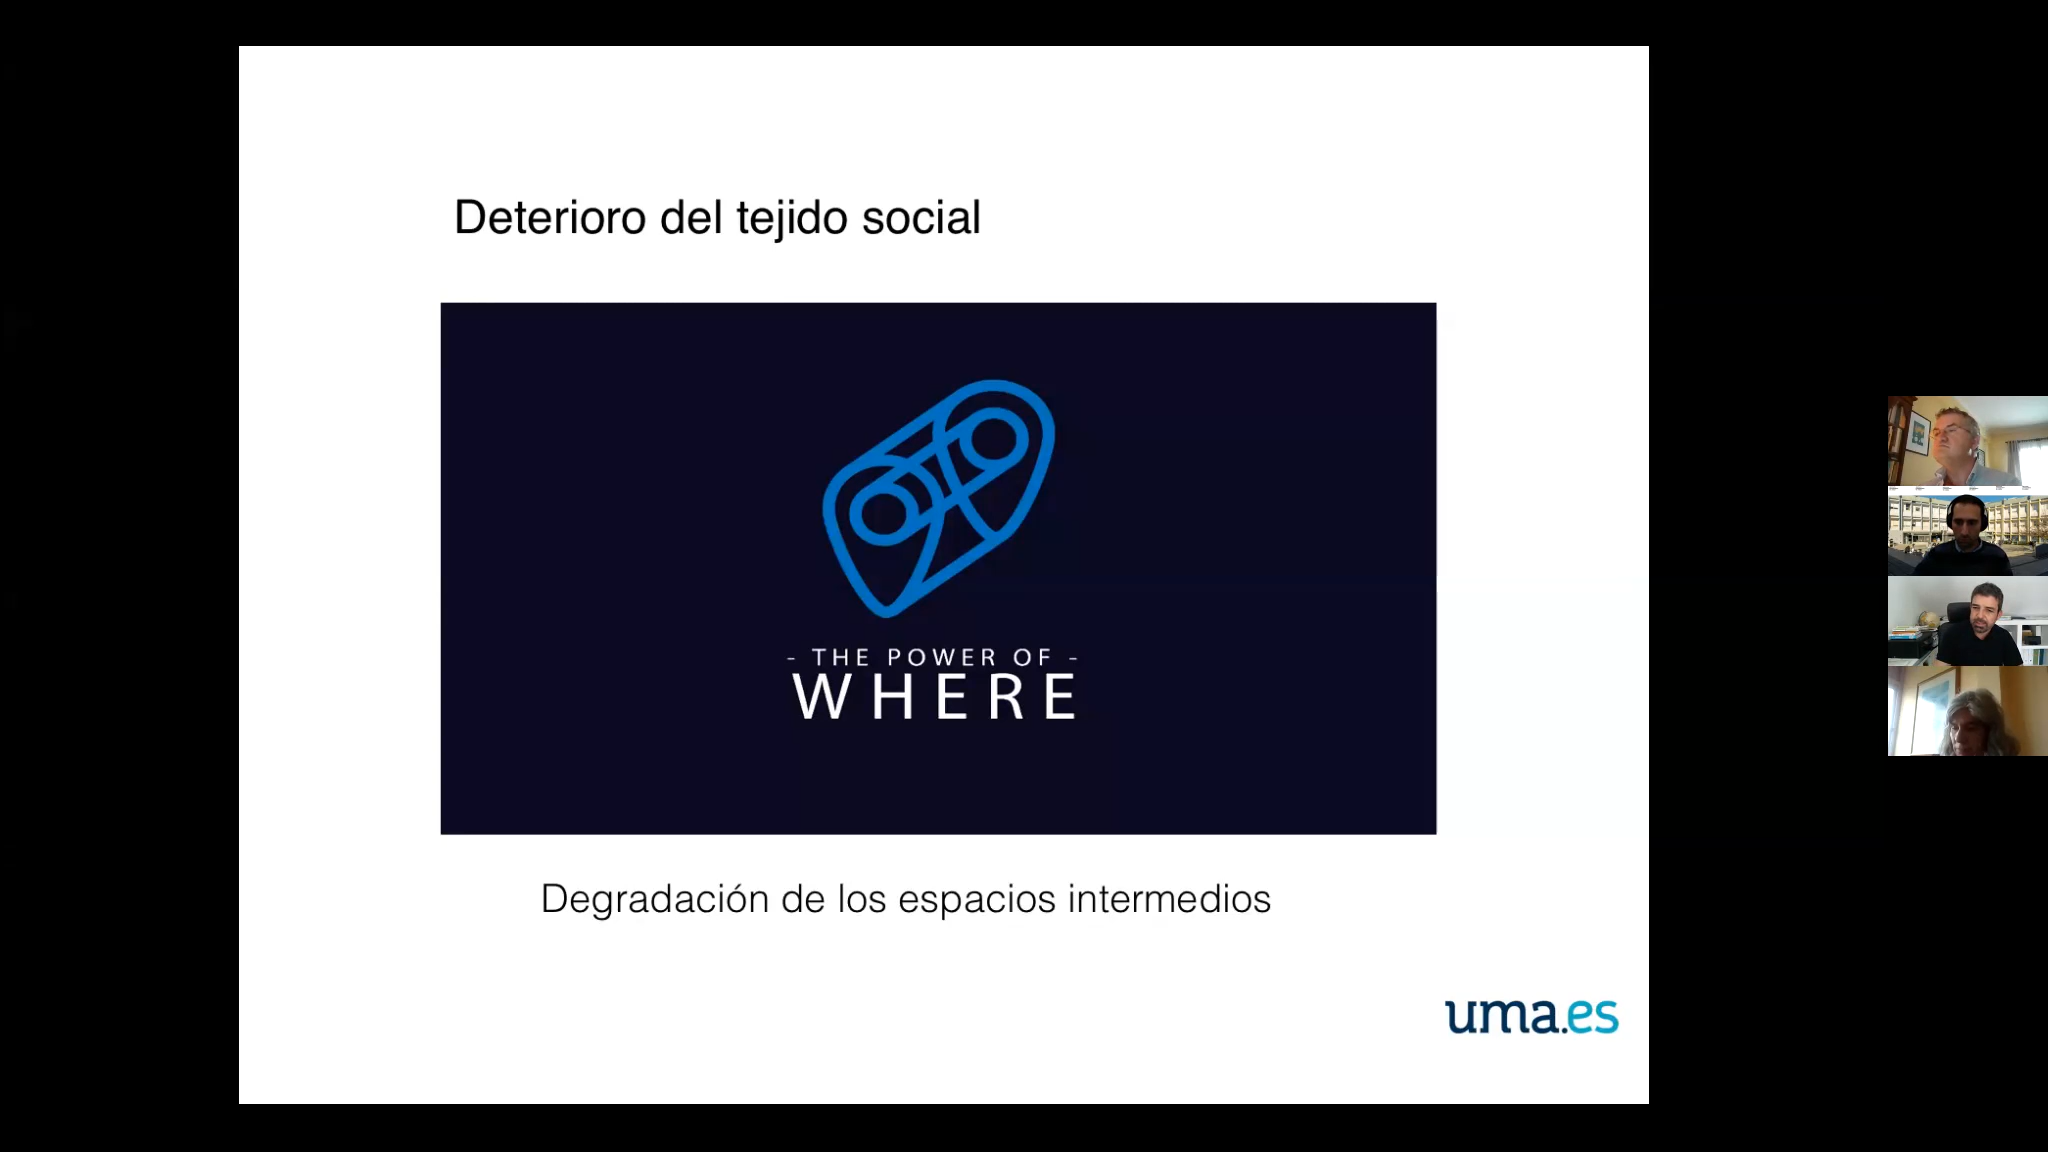 Deterioro del tejido social
- THE POWER OF -
WHERE
Degradación de los espacios intermedios
uma.es